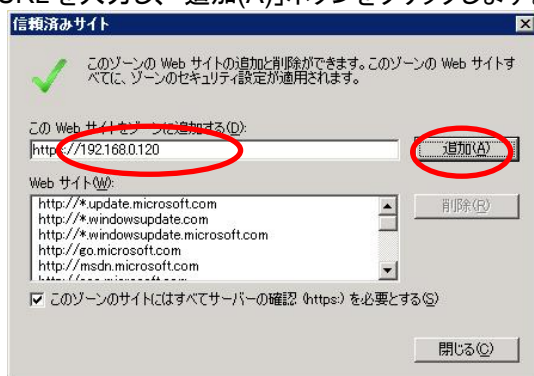 URL を入力し、「追加(A)」ボタンをクリックします
信頼済みサイト
このゾーンの Web サイトの追加と削除ができます。このゾーンの Web サイトす
べてに、ゾーンのセキュリティ設定が適用されます。
この Web サイトをゾーンに追加する(D):
https://192.168.0.120
追加(A)
Web サイト(W):
http://*.update.microsoft.com
削除(R)
http://*.windowsupdate.com
http://*.windowsupdate.microsoft.com
http://go.microsoft.com
http://msdn.microsoft.com
このゾーンのサイトにはすべてサーバーの確認 (https:) を必要とする(S)
閉じる(C)